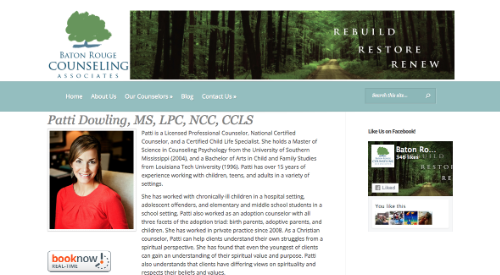 BATON ROUGE
COUNSELING
ASSOCIATES
REBUILD
RESTORE
RENEW
Home About Us Our Counselors » Blog Contact Us » Search this site...
Patti Dowling, MS, LPC, NCC, CCLS
Patti is a Licensed Professional Counselor, National Certified
Counselor, and a Certified Child Life Specialist. She holds a Master of
Science in Counseling Psychology from the University of Southern
Mississippi (2004), and a Bachelor of Arts in Child and Family Studies
from Louisiana Tech University (1996). Patti has over 15 years of
experience working with children, teens, and adults in a variety of
settings.
She has worked with chronically ill children in a hospital setting,
adolescent offenders, and elementary and middle school students in a
school setting. Patti also worked as an adoption counselor with all
three facets of the adoption triad: birth parents, adoptive parents, and
children. She has worked in private practice since 2008. As a Christian
counselor, Patti can help clients understand their own struggles from a
spiritual perspective. She has found that even the youngest of clients
can gain an understanding of their spiritual value and purpose. Patti
also understands that clients have differing views on spirituality and
respects their beliefs and values.
booknow!
REAL-TIME
Like Us on Facebook!
Baton Ro...
349 likes
Liked
You like this